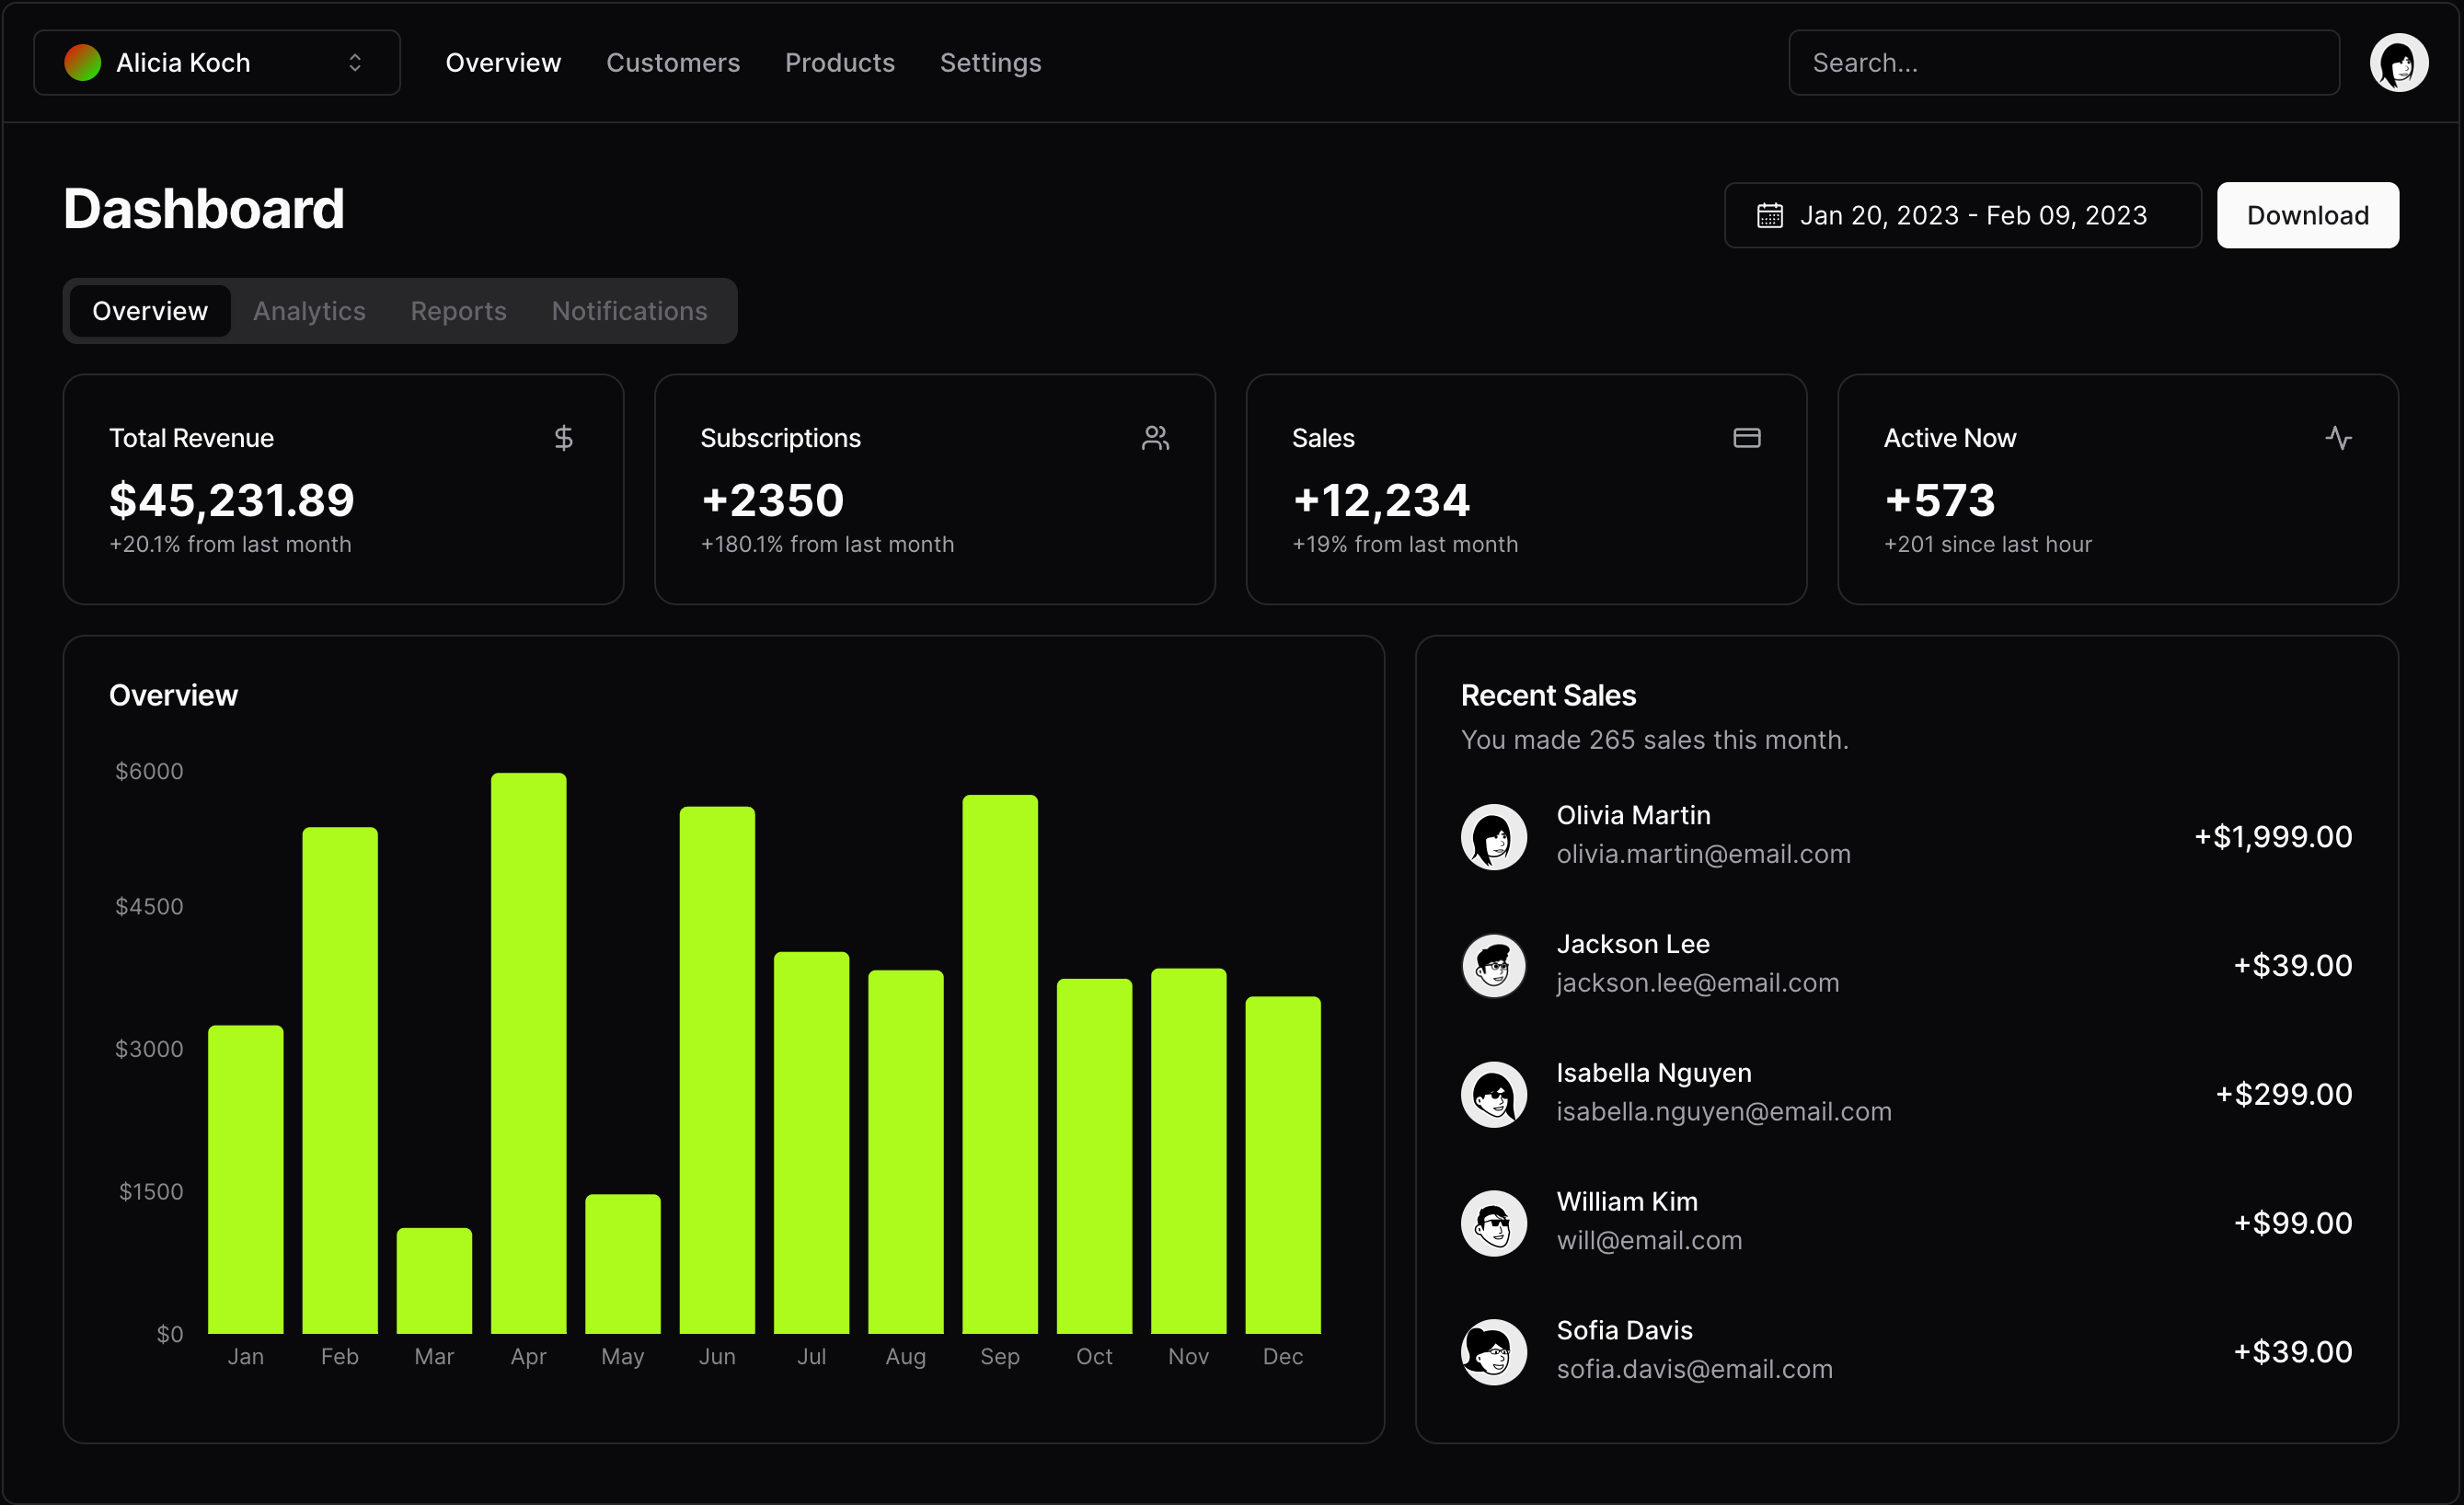 Alicia Koch
Overview
Customers
Products
Settings
Search...
Dashboard
Jan 20, 2023 - Feb 09, 2023
Download
Overview
Analytics
Reports
Notifications
Total Revenue
$45,231.89
+20.1% from last month
Subscriptions
+2350
+180.1% from last month
Sales
+12,234
+19% from last month
Active Now
+573
+201 since last hour
Overview
$6000
$4500
$3000
$1500
$0
Jan
Feb
Mar
Apr
May
Jun
Jul
Aug
Sep
Oct
Nov
Dec
Recent Sales
You made 265 sales this month.
Olivia Martin
olivia.martin@email.com
+$1,999.00
Jackson Lee
jackson.lee@email.com
+$39.00
Isabella Nguyen
isabella.nguyen@email.com
+$299.00
William Kim
will@email.com
+$99.00
Sofia Davis
sofia.davis@email.com
+$39.00